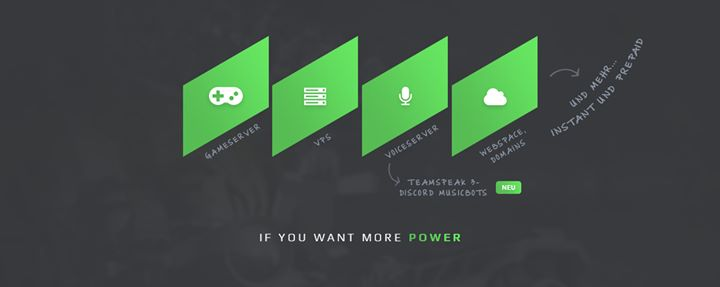 GAMESERVER
VPS
VOICESERVER
WEBSPACE,
DOMAINS
UND MEHR...
INSTANT UND PREPAID
TEAMSPEAK 3-
DISCORD MUSICBOTS
NEU
IF YOU WANT MORE POWER